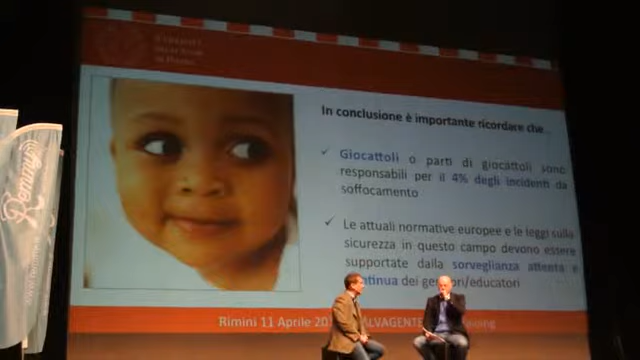 In conclusione è importante ricordare che
Giocattoli o parti di giocattoli sono
responsabili per il 4% degli incidenti da
soffocamento
Le attuali normative europee e le leggi sulla
sicurezza in questo campo devono essere
supportate dalla sorveglianza attenta e
continua dei genitori/educatori
Rimini 11 Aprile